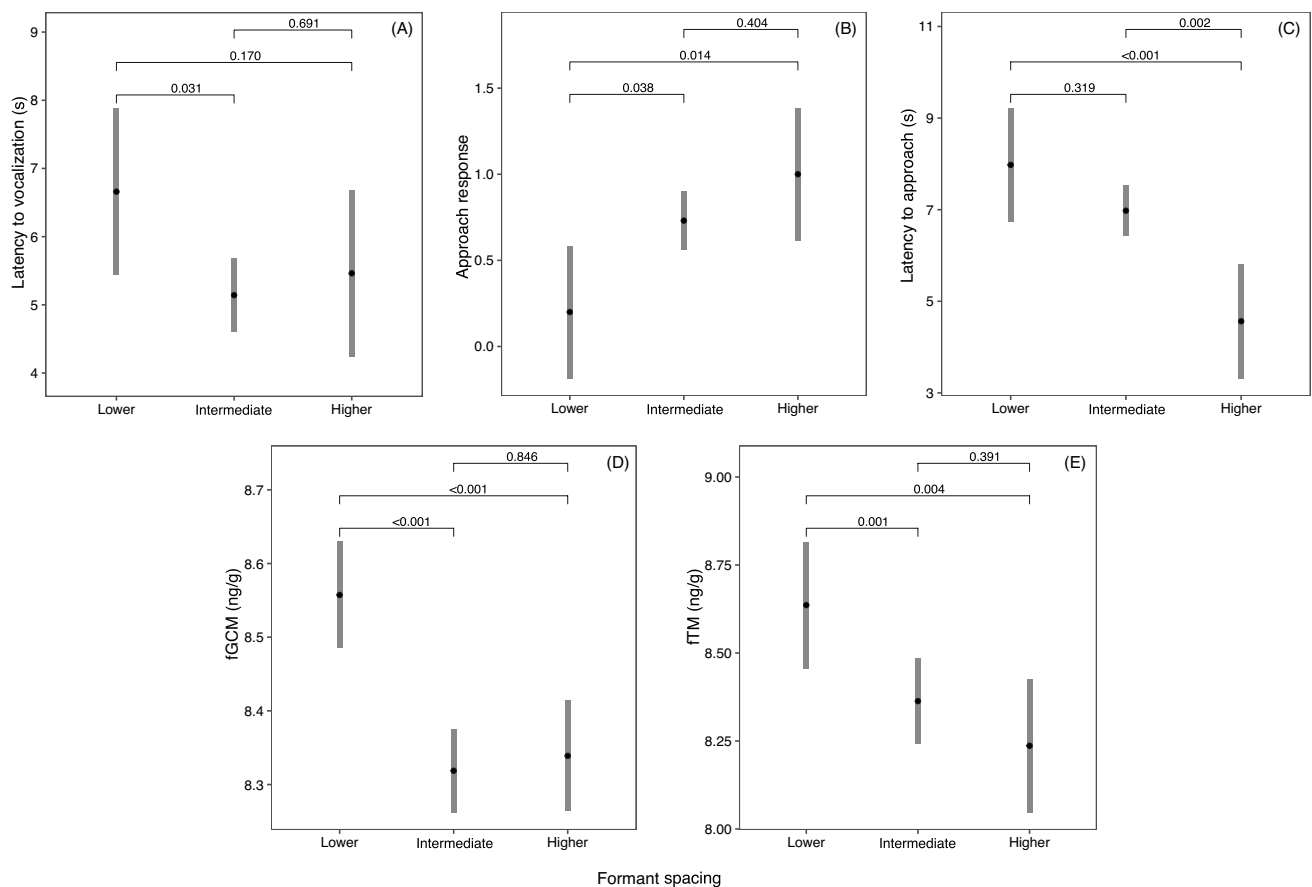 (A)
0.691
0.170
0.031
Latency to vocalization (s)
9
8
7
6
5
4
Lower Intermediate Higher
(B)
0.404
0.014
0.038
Approach response
1.5
1.0
0.5
0.0
Lower Intermediate Higher
(C)
0.002
<0.001
0.319
Latency to approach (s)
11
9
7
5
3
Lower Intermediate Higher
(D)
0.846
<0.001
<0.001
fGCM (ng/g)
8.7
8.6
8.5
8.4
8.3
Lower Intermediate Higher
(E)
0.391
0.004
0.001
fTM (ng/g)
9.00
8.75
8.50
8.25
8.00
Lower Intermediate Higher
Formant spacing